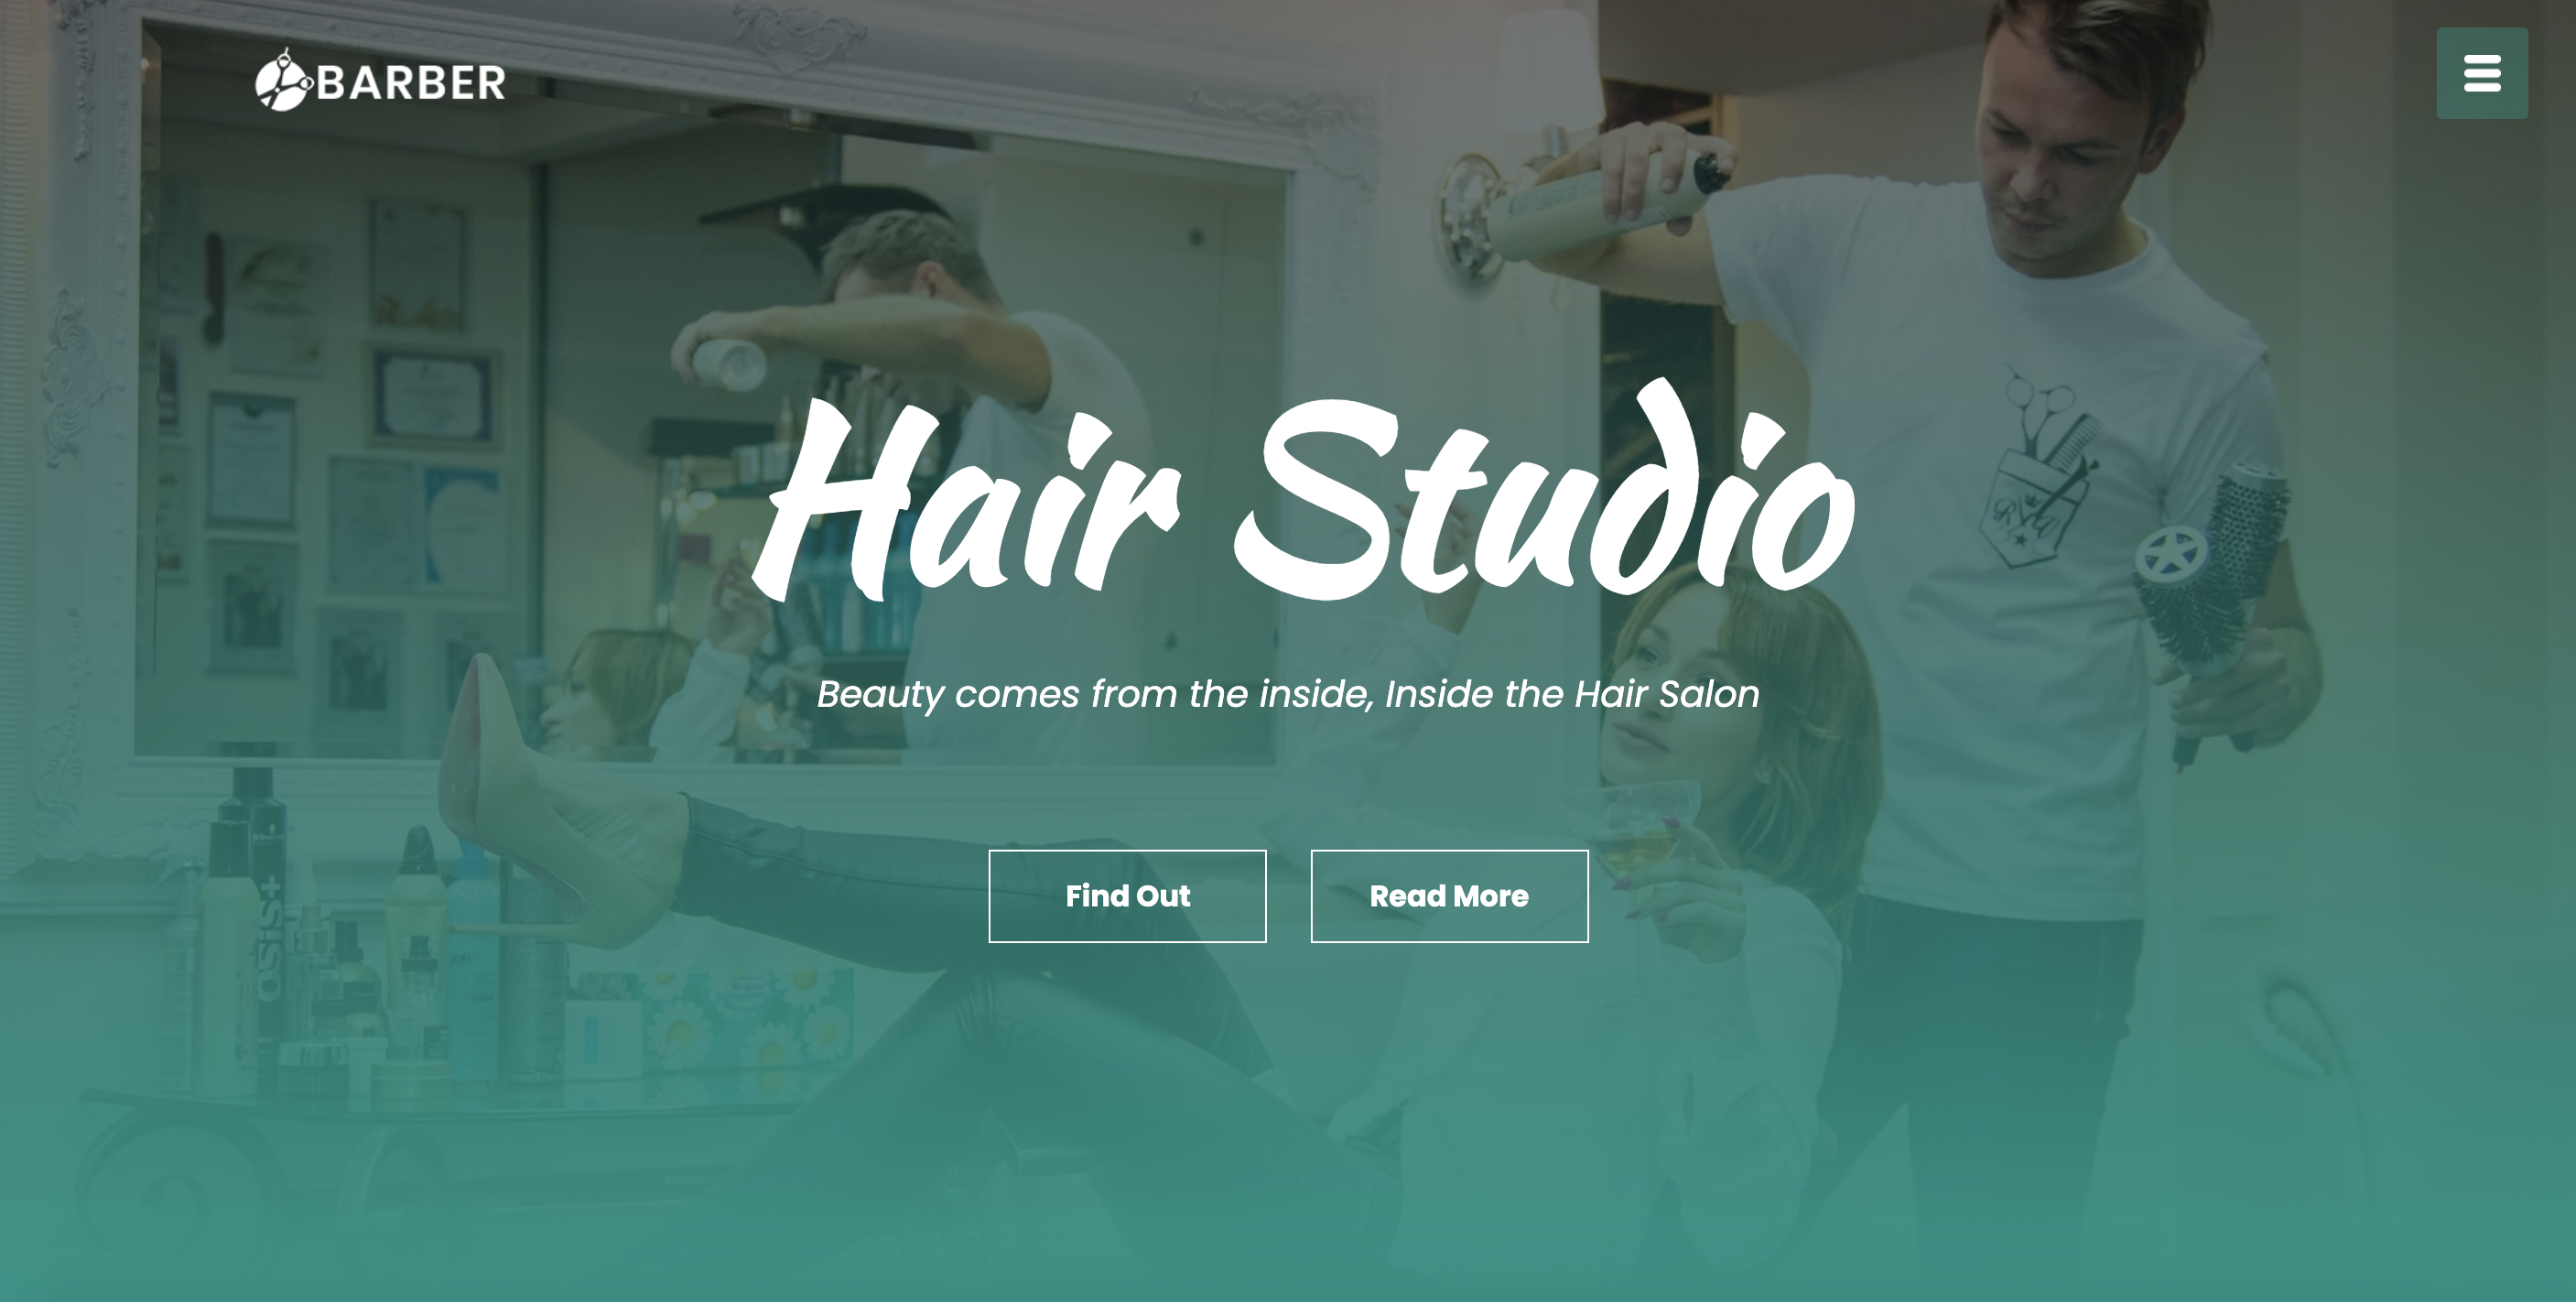 BARBER
Hair Studio
Beauty comes from the inside, Inside the Hair Salon
Find Out
Read More
OSiS+